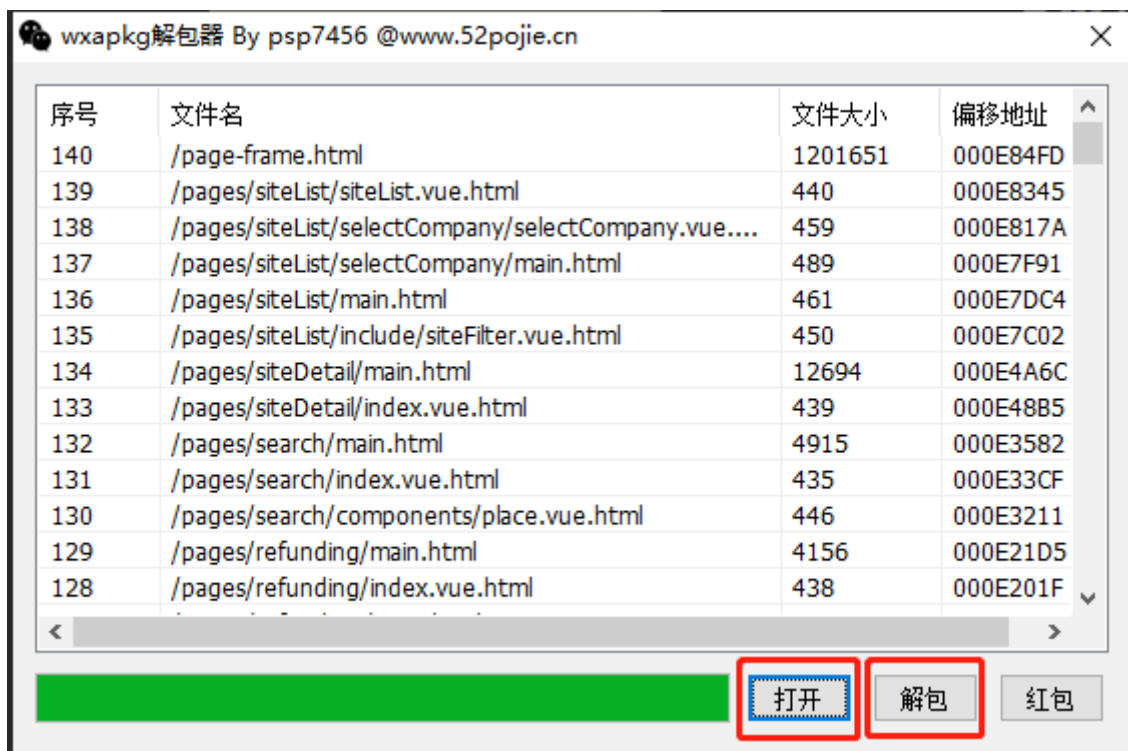 wxapkg解包器 By psp7456 @www.52pojie.cn
序号 文件名 文件大小 偏移地址
140 /page-frame.html 1201651 000E84FD
139 /pages/siteList/siteList.vue.html 440 000E8345
138 /pages/siteList/selectCompany/selectCompany.vue.... 459 000E817A
137 /pages/siteList/selectCompany/main.html 489 000E7F91
136 /pages/siteList/main.html 461 000E7DC4
135 /pages/siteList/include/siteFilter.vue.html 450 000E7C02
134 /pages/siteDetail/main.html 12694 000E4A6C
133 /pages/siteDetail/index.vue.html 439 000E48B5
132 /pages/search/main.html 4915 000E3582
131 /pages/search/index.vue.html 435 000E33CF
130 /pages/search/components/place.vue.html 446 000E3211
129 /pages/refunding/main.html 4156 000E21D5
128 /pages/refunding/index.vue.html 438 000E201F
打开 解包 红包